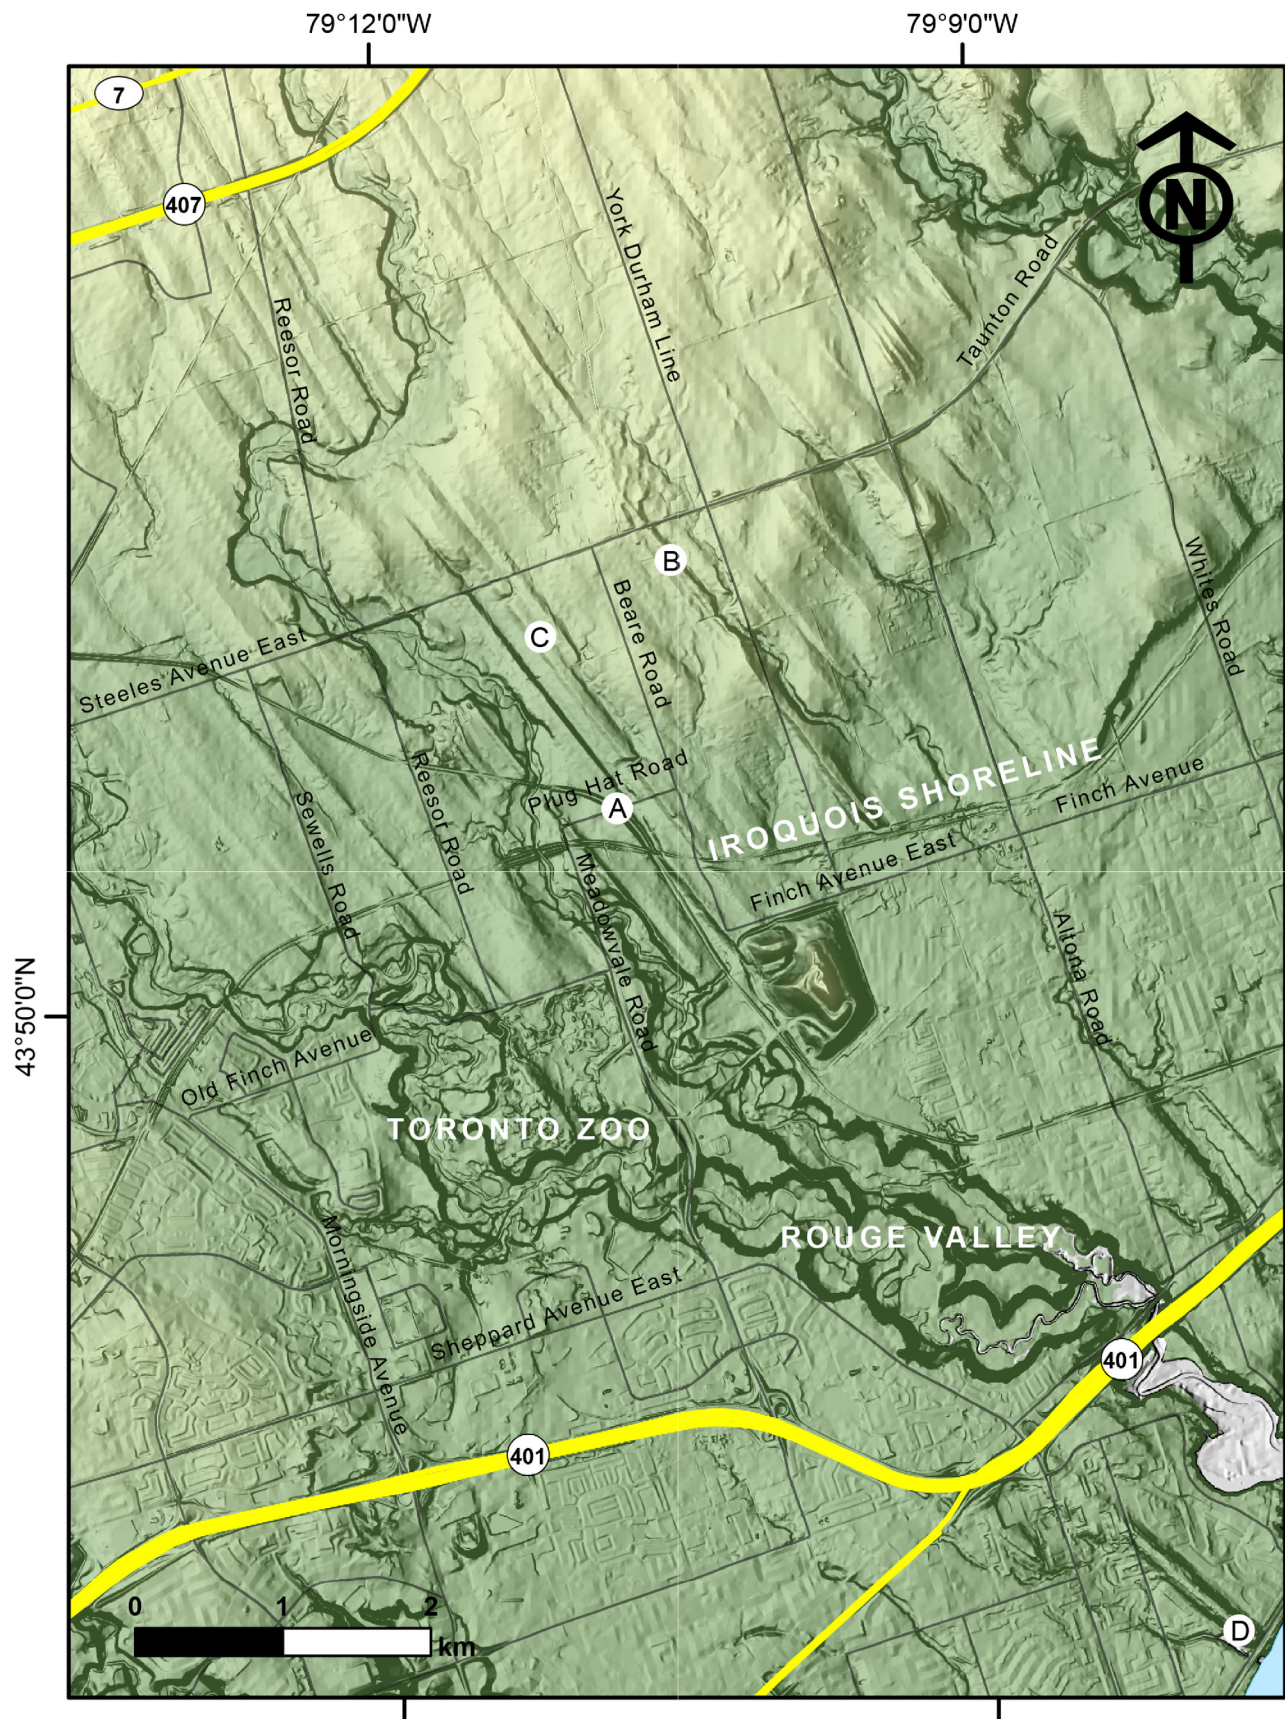 79°12'0"W
79°9'0"W
7
407
N
York Durham Line
Taunton Road
Reesor Road
B
Whites Road
Beare Road
C
Steeles Avenue East
IROQUOIS SHORELINE
Plug Hat Road
Reesor Road
Finch Avenue
A
Sewells Road
Finch Avenue East
Meadowvale Road
Altona Road
43°50'0"N
Old Finch Avenue
TORONTO ZOO
ROUGE VALLEY
Morningside Avenue
Sheppard Avenue East
401
401
0 1 2
km
D